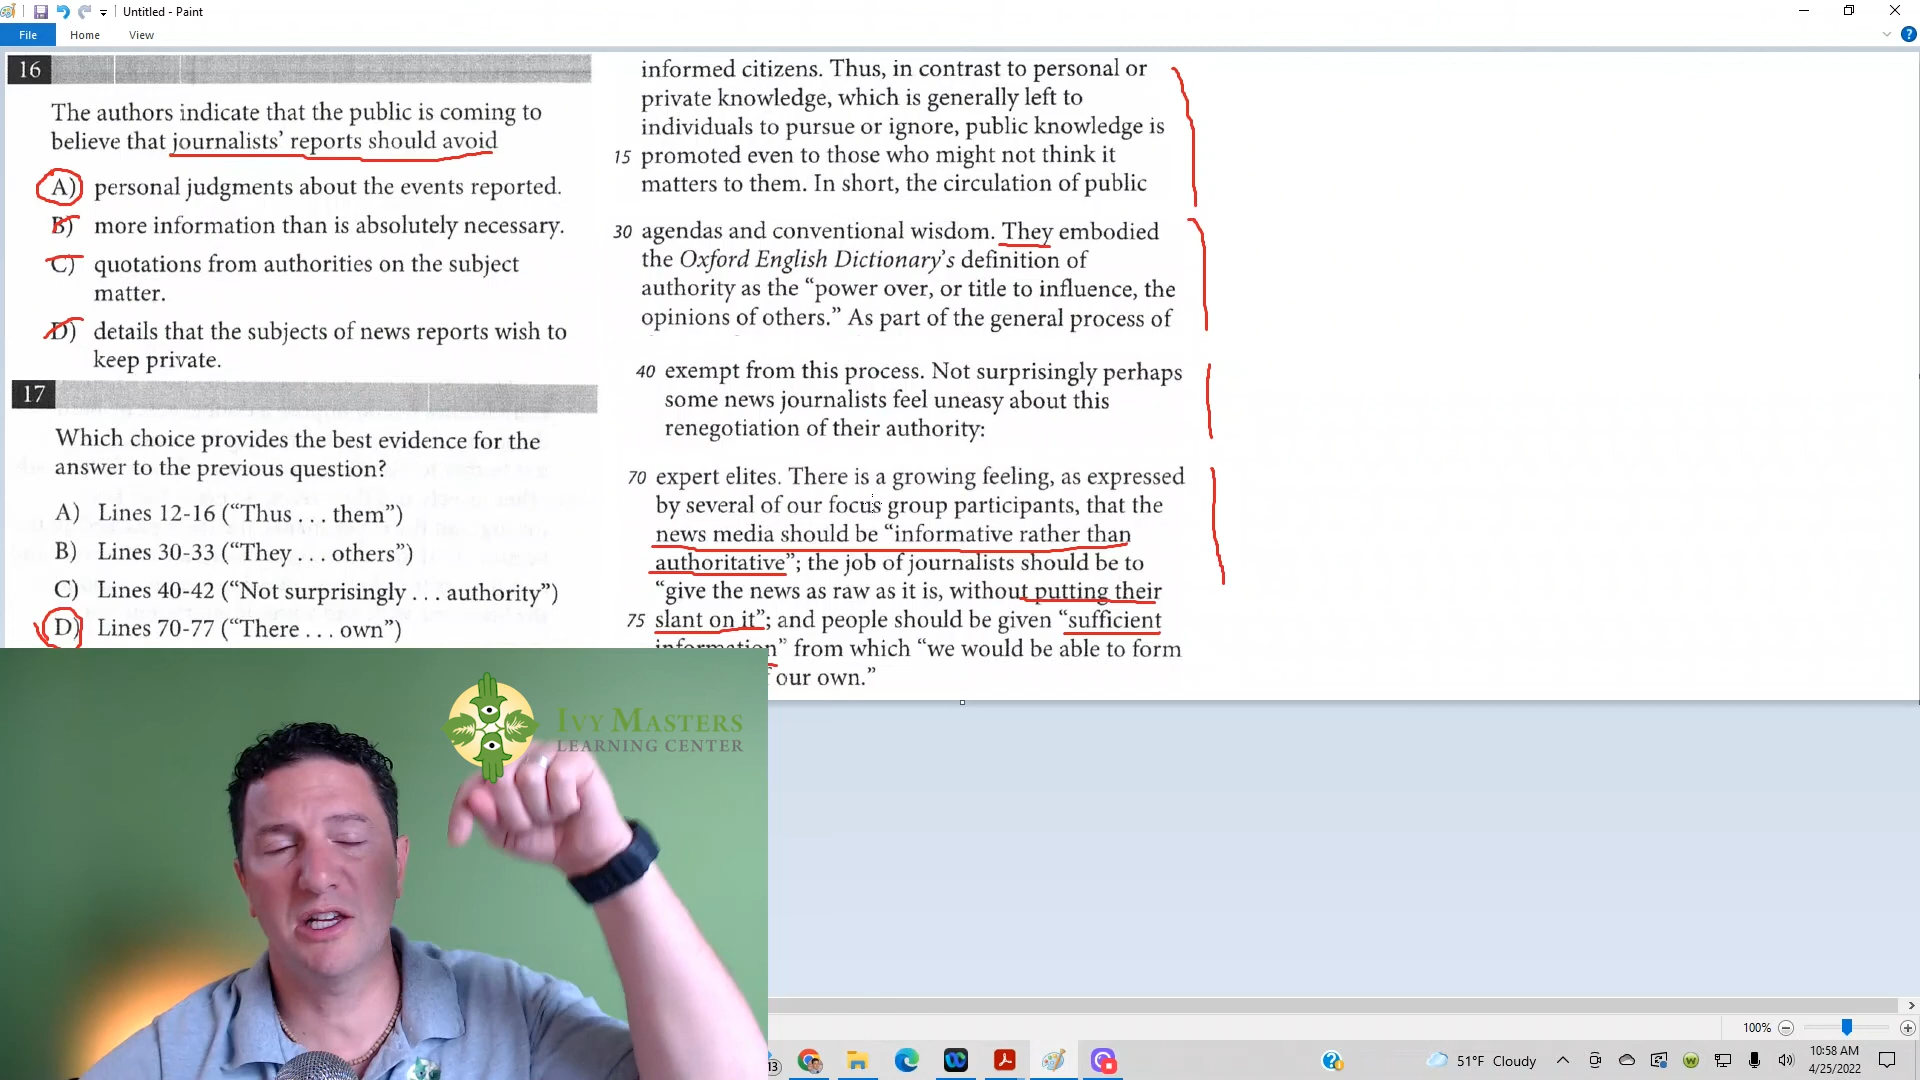 Untitled - Paint
File
Home
View
16
The authors indicate that the public is coming to
believe that journalists' reports should avoid
A) personal judgments about the events reported.
B) more information than is absolutely necessary.
C) quotations from authorities on the subject
matter.
D) details that the subjects of news reports wish to
keep private.
17
Which choice provides the best evidence for the
answer to the previous question?
A) Lines 12-16 (“Thus . . . them”)
B) Lines 30-33 (“They . . . others”)
C) Lines 40-42 (“Not surprisingly . . . authority”)
D) Lines 70-77 (“There . . . own”)
informed citizens. Thus, in contrast to personal or
private knowledge, which is generally left to
individuals to pursue or ignore, public knowledge is
15 promoted even to those who might not think it
matters to them. In short, the circulation of public
30 agendas and conventional wisdom. They embodied
the Oxford English Dictionary's definition of
authority as the “power over, or title to influence, the
opinions of others.” As part of the general process of
40 exempt from this process. Not surprisingly perhaps
some news journalists feel uneasy about this
renegotiation of their authority:
70 expert elites. There is a growing feeling, as expressed
by several of our focus group participants, that the
news media should be “informative rather than
authoritative”; the job of journalists should be to
“give the news as raw as it is, without putting their
75 slant on it”; and people should be given “sufficient
information” from which “we would be able to form
our own.”
IVY MASTERS
LEARNING CENTER
100%
13
51°F Cloudy
10:58 AM
4/25/2022